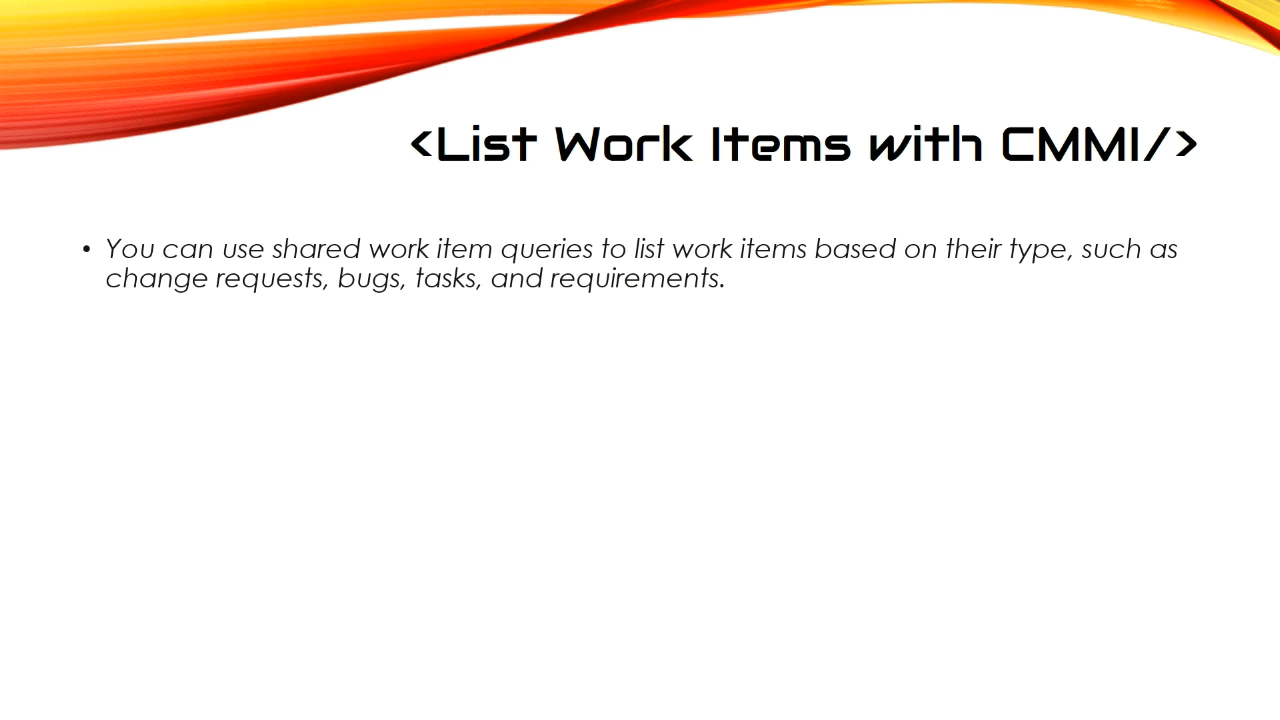 <List Work Items with CMMI/>
• You can use shared work item queries to list work items based on their type, such as
change requests, bugs, tasks, and requirements.